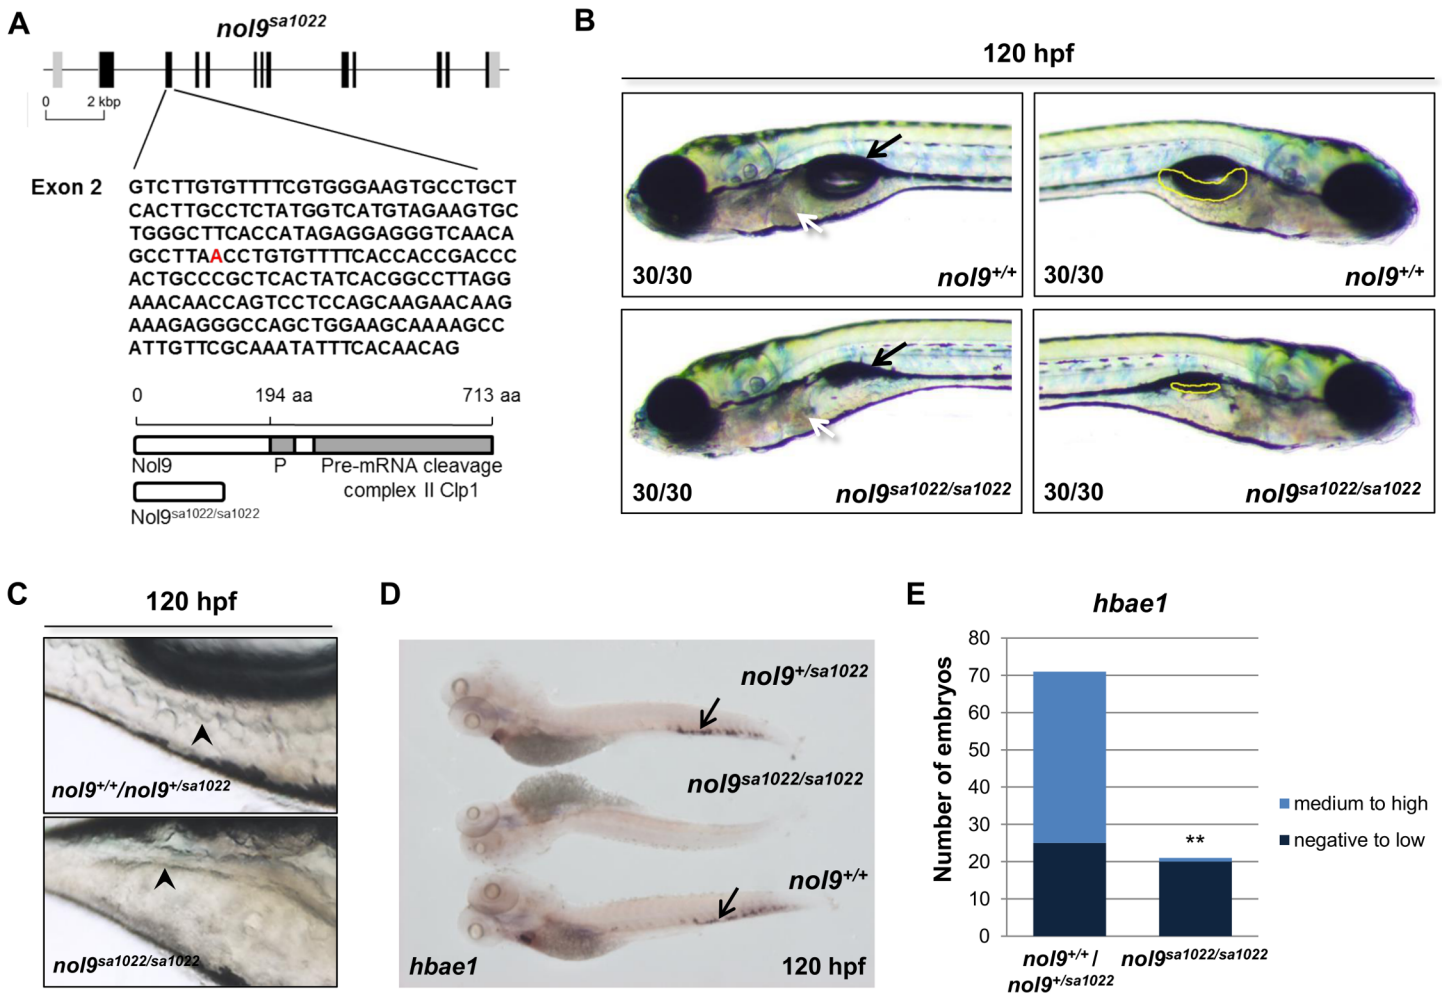 A
nol9sa1022
0 2 kbp
Exon 2
GTCTTGTGTTTTCGTGGGAAGTGCCTGCT
CACTTGCCTCTATGGTCATGTAGAAGTGC
TGGGCTTCACCATAGAGGAGGGTCAACA
GCCTTAACCTGTGTTTTCACCACCGACCC
ACTGCCCGCTCACTATCACGGCCTTAGG
AAACAACCAGTCCTCCAGCAAGAACAAG
AAAGAGGGCCAGCTGGAAGCAAAAGCC
ATTGTTCGCAAATATTTCACAACAG
0 194 aa 713 aa
Nol9 P Pre-mRNA cleavage
complex II Clp1
Nol9sa1022/sa1022
B
120 hpf
30/30 nol9+/+
30/30 nol9+/+
30/30 nol9sa1022/sa1022
30/30 nol9sa1022/sa1022
C
120 hpf
nol9+/+/nol9+/sa1022
nol9sa1022/sa1022
D
nol9+/sa1022
nol9sa1022/sa1022
nol9+/+
hbae1 120 hpf
E
hbae1
Number of embryos
80
70
60
50
40
30
20
10
0
**
medium to high
negative to low
nol9+/+ /
nol9+/sa1022
nol9sa1022/sa1022